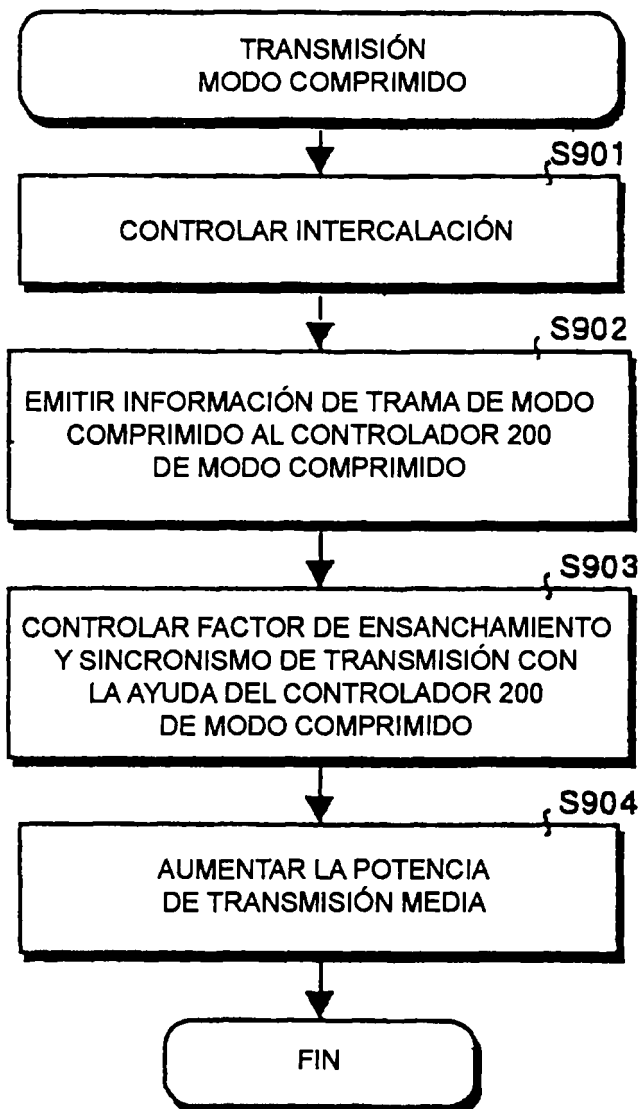 TRANSMISIÓN
MODO COMPRIMIDO
S901
CONTROLAR INTERCALACIÓN
S902
EMITIR INFORMACIÓN DE TRAMA DE MODO
COMPRIMIDO AL CONTROLADOR 200
DE MODO COMPRIMIDO
S903
CONTROLAR FACTOR DE ENSANCHAMIENTO
Y SINCRONISMO DE TRANSMISIÓN CON
LA AYUDA DEL CONTROLADOR 200
DE MODO COMPRIMIDO
S904
AUMENTAR LA POTENCIA
DE TRANSMISIÓN MEDIA
FIN